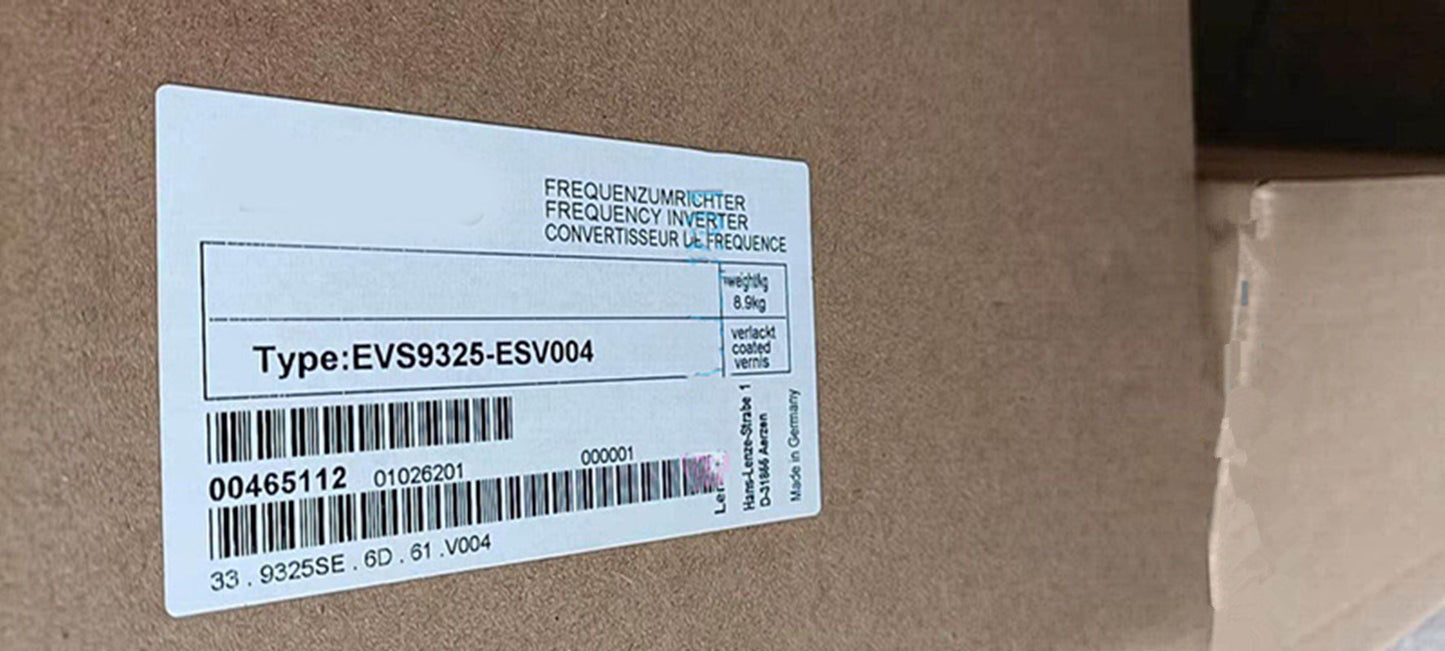 FREQUENZUMRICHTER
FREQUENCY INVERTER
CONVERTISSEUR DE FREQUENCE
weight/kg
8.9kg
Type:EVS9325-ESV004
verlackt
coated
vernis
00465112 01026201 000001
33 . 9325SE . 6D . 61 .V004
Hans-Lenze-Strabe 1
D-31855 Aerzen
Made in Germany